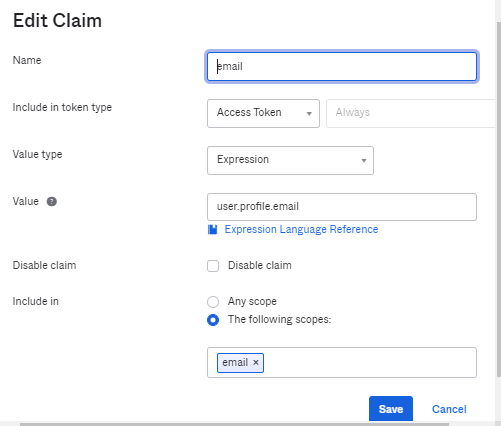 Edit Claim
Name
email
Include in token type
Access Token
Always
Value type
Expression
Value ?
user.profile.email
Expression Language Reference
Disable claim
Disable claim
Include in
Any scope
The following scopes:
email ×
Save
Cancel